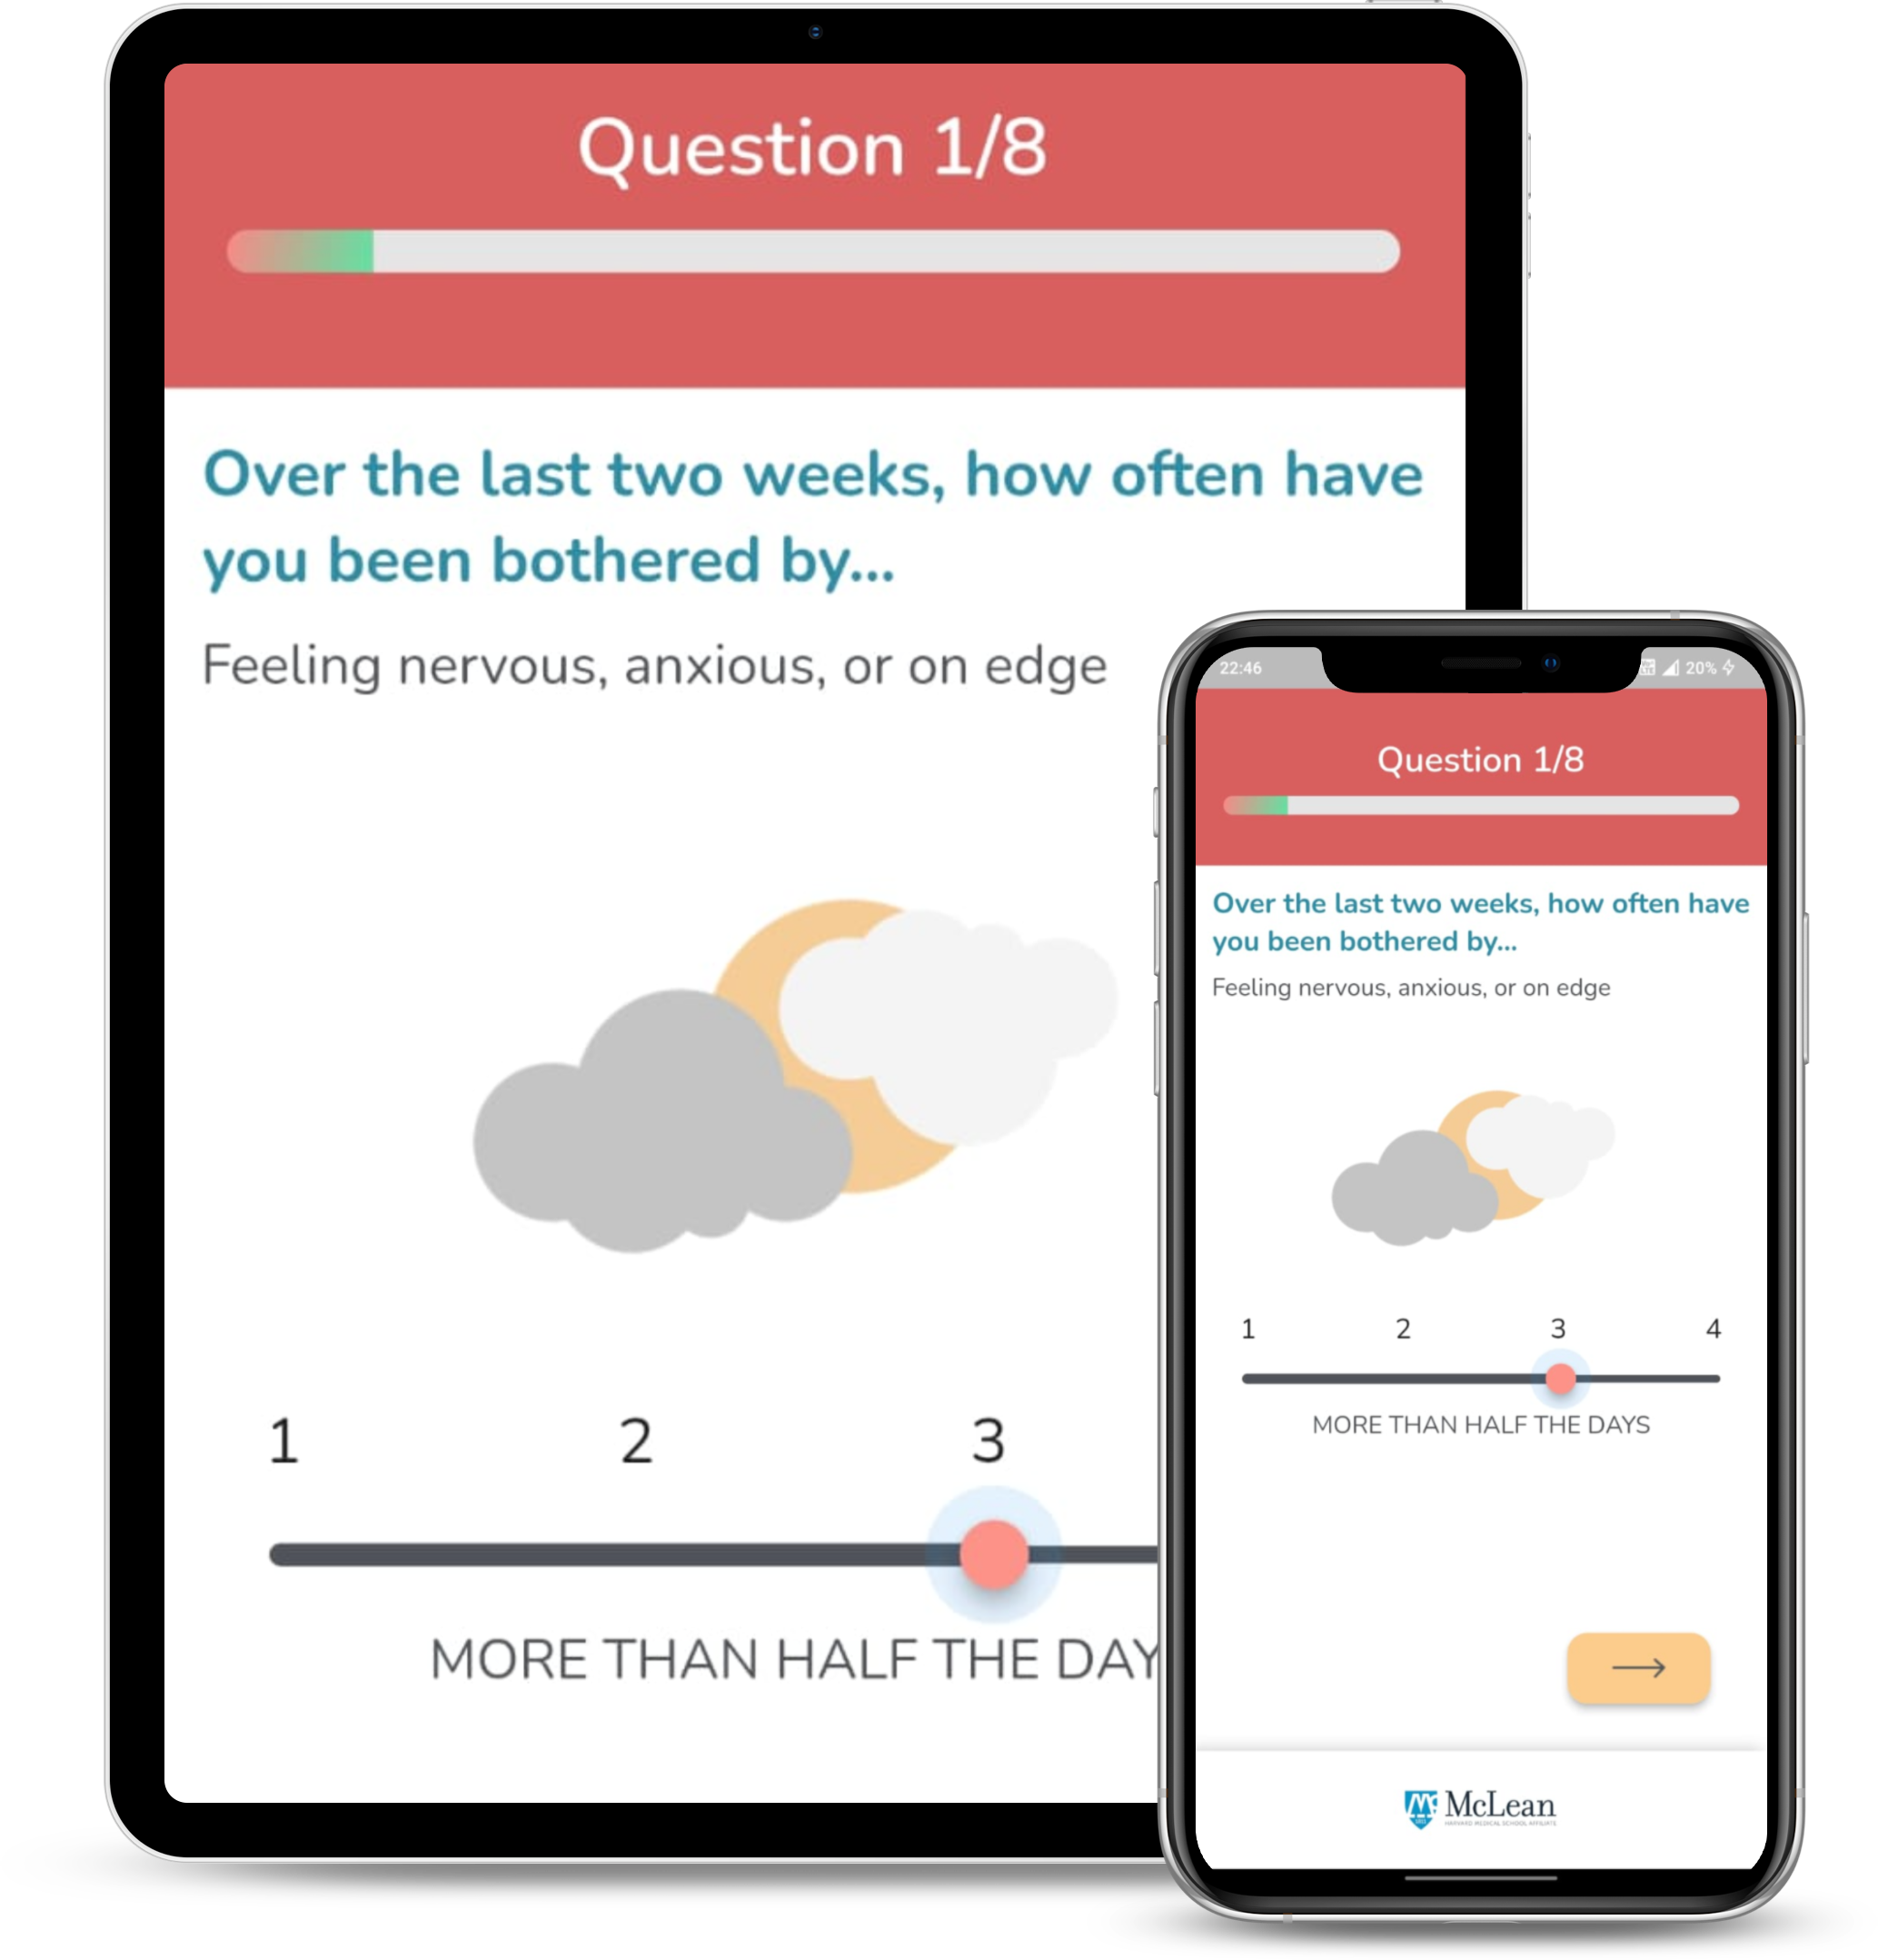 Question 1/8
Over the last two weeks, how often have
you been bothered by...
Feeling nervous, anxious, or on edge
1 2 3
MORE THAN HALF THE DAY
22:46 20%
Question 1/8
Over the last two weeks, how often have
you been bothered by...
Feeling nervous, anxious, or on edge
1 2 3 4
MORE THAN HALF THE DAYS
McLean
HARVARD MEDICAL SCHOOL AFFILIATE